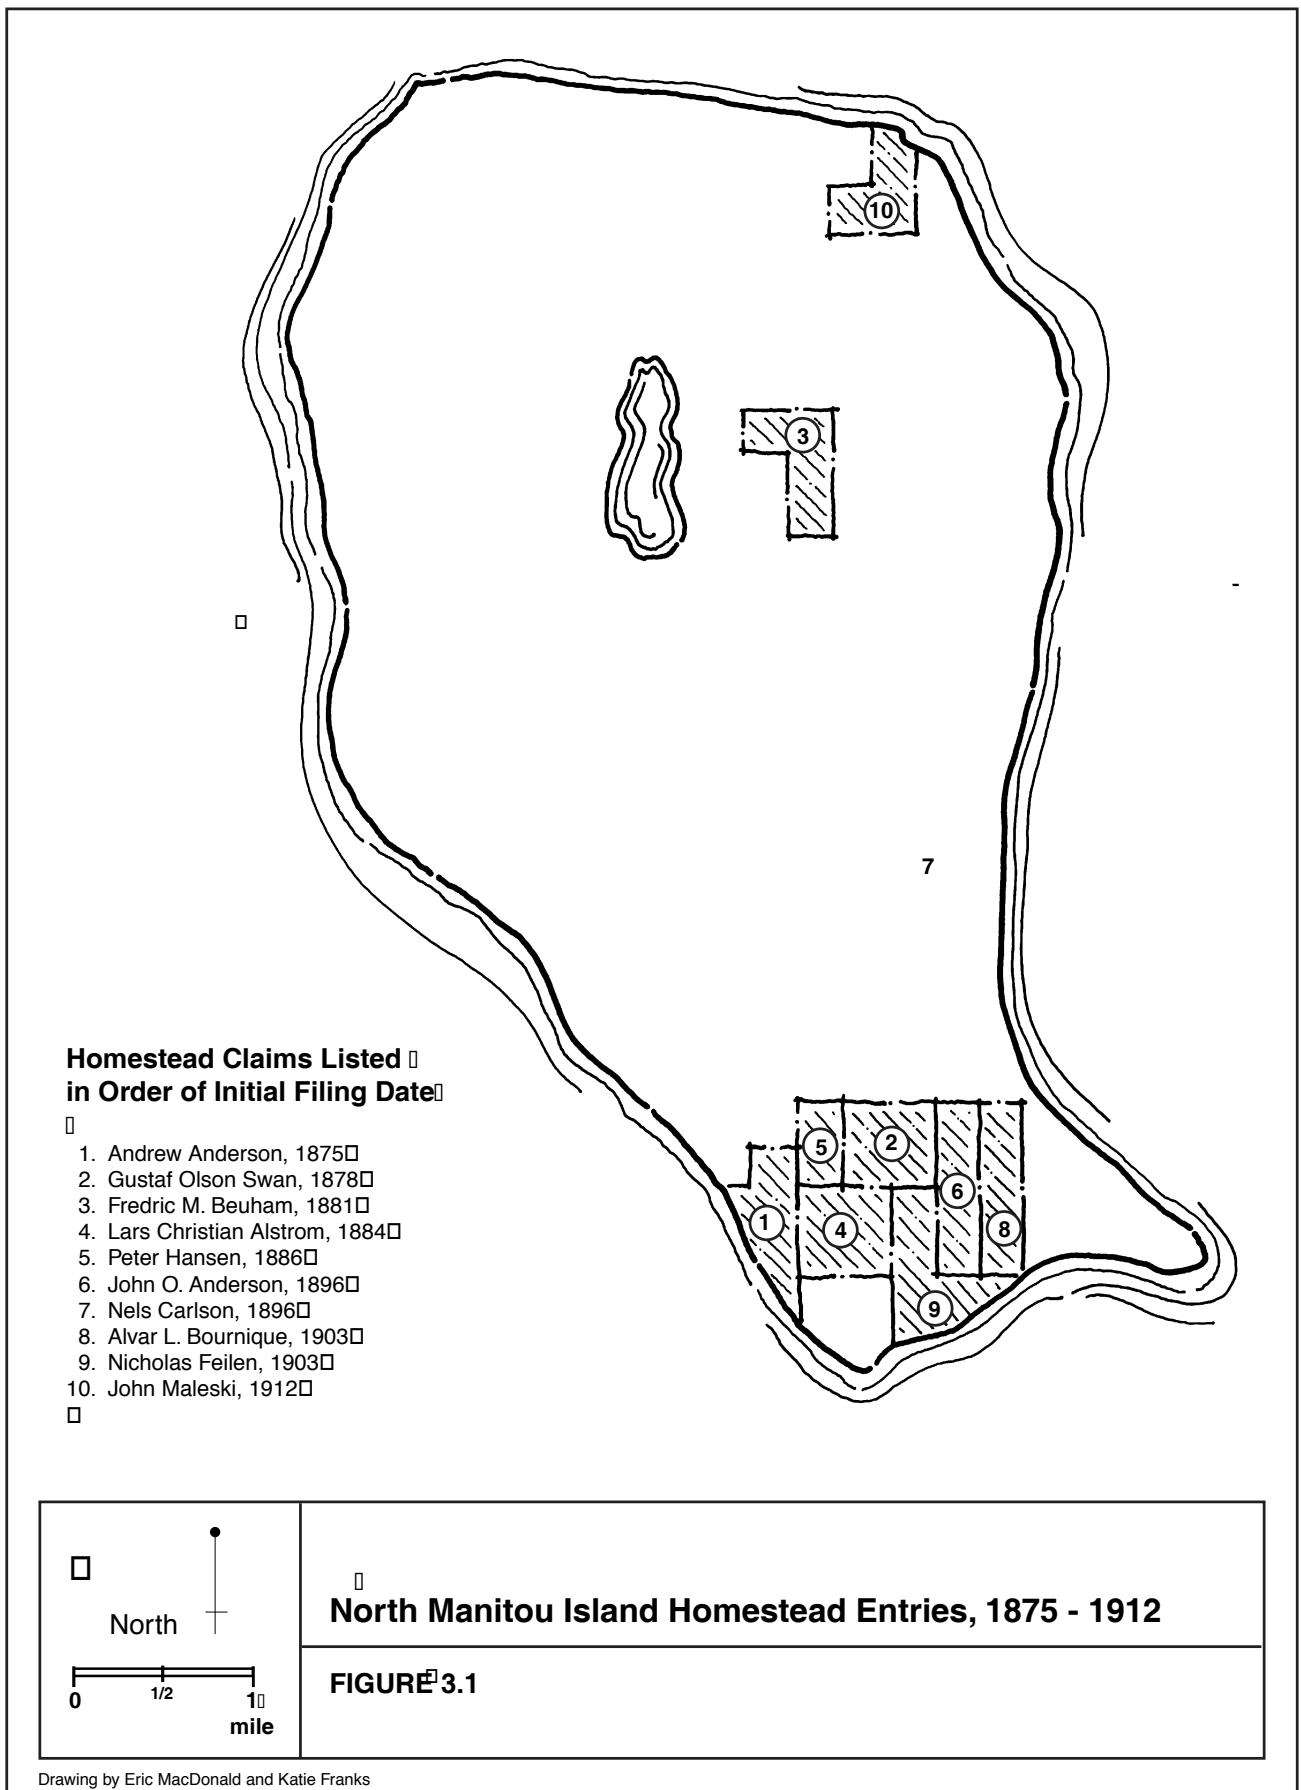 10
3
7
Homestead Claims Listed
in Order of Initial Filing Date
1. Andrew Anderson, 1875
2. Gustaf Olson Swan, 1878
3. Fredric M. Beuham, 1881
4. Lars Christian Alstrom, 1884
5. Peter Hansen, 1886
6. John O. Anderson, 1896
7. Nels Carlson, 1896
8. Alvar L. Bournique, 1903
9. Nicholas Feilen, 1903
10. John Maleski, 1912
5
2
6
1
4
8
9
North
0 1/2 1
mile
North Manitou Island Homestead Entries, 1875 - 1912
FIGURE 3.1
Drawing by Eric MacDonald and Katie Franks